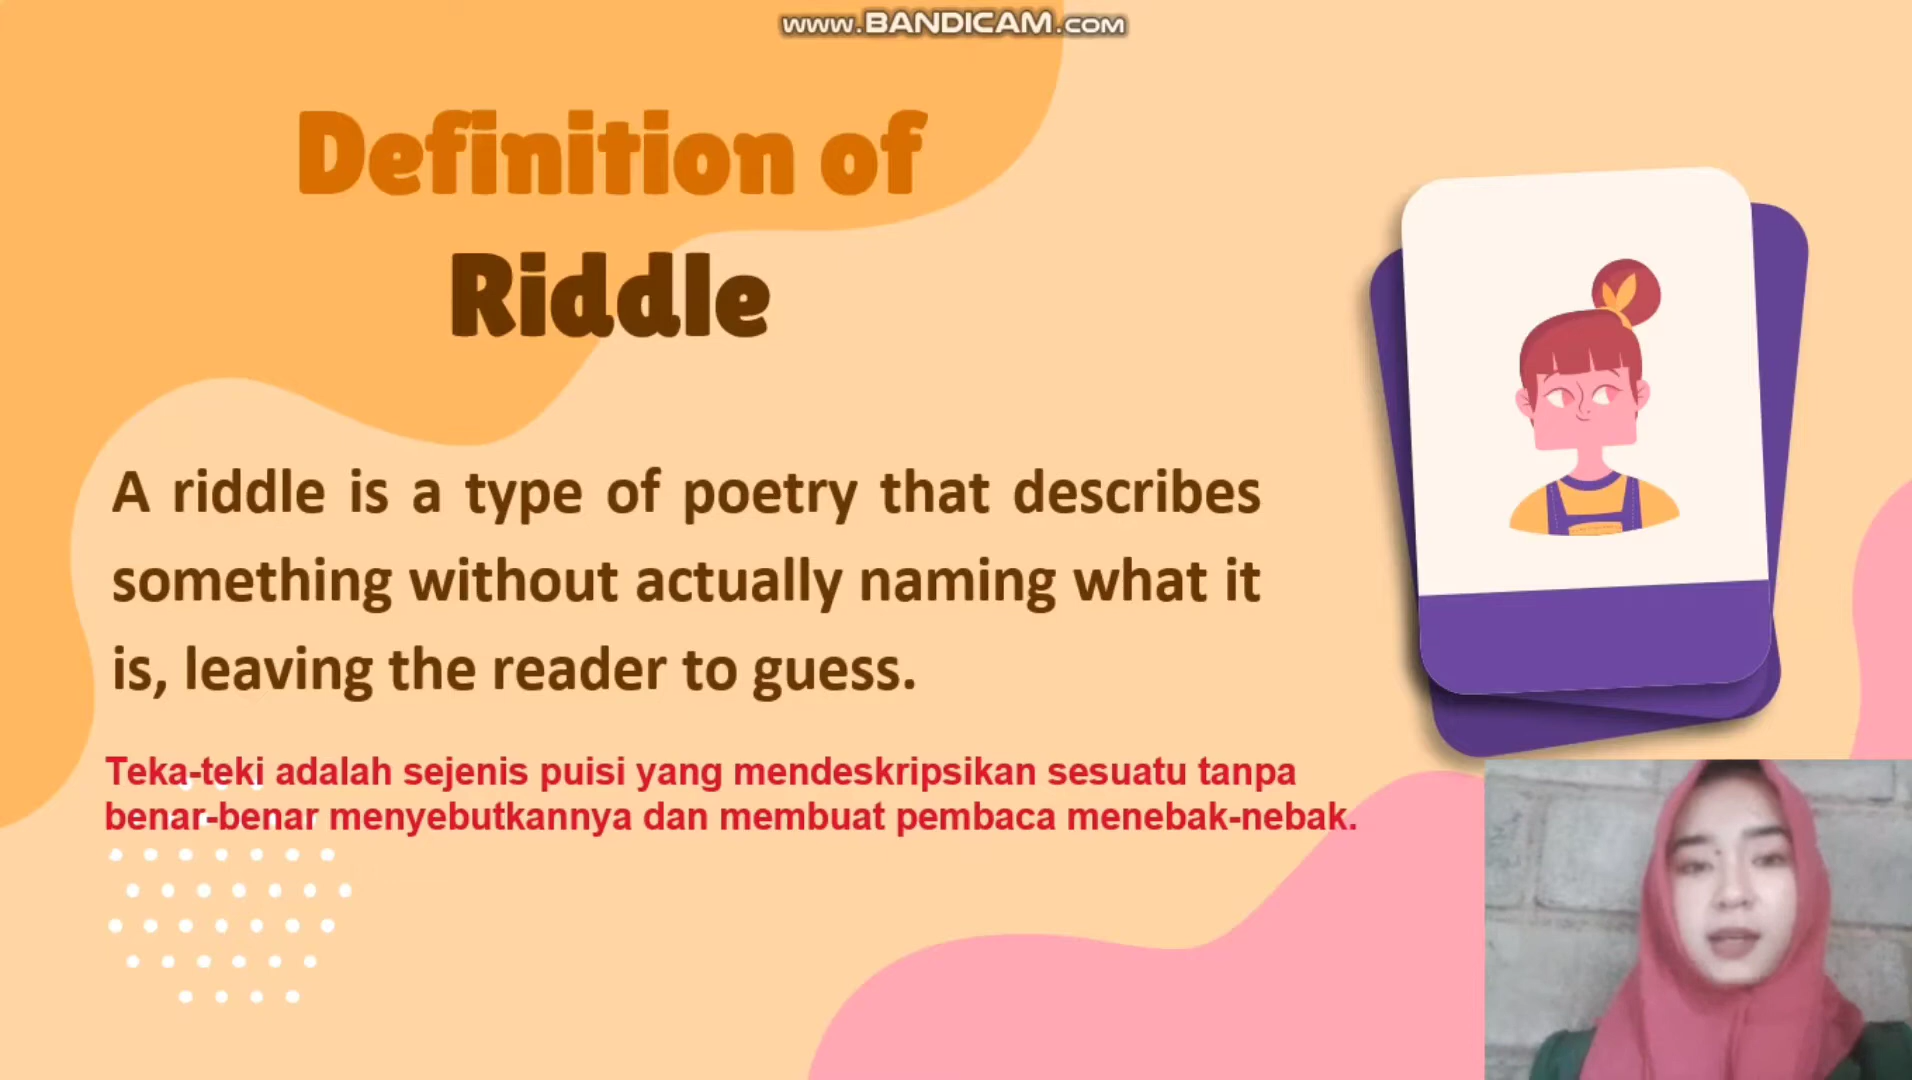 www.BANDICAM.com
Definition of
Riddle
A riddle is a type of poetry that describes
something without actually naming what it
is, leaving the reader to guess.
Teka-teki adalah sejenis puisi yang mendeskripsikan sesuatu tanpa
benar-benar menyebutkannya dan membuat pembaca menebak-nebak.